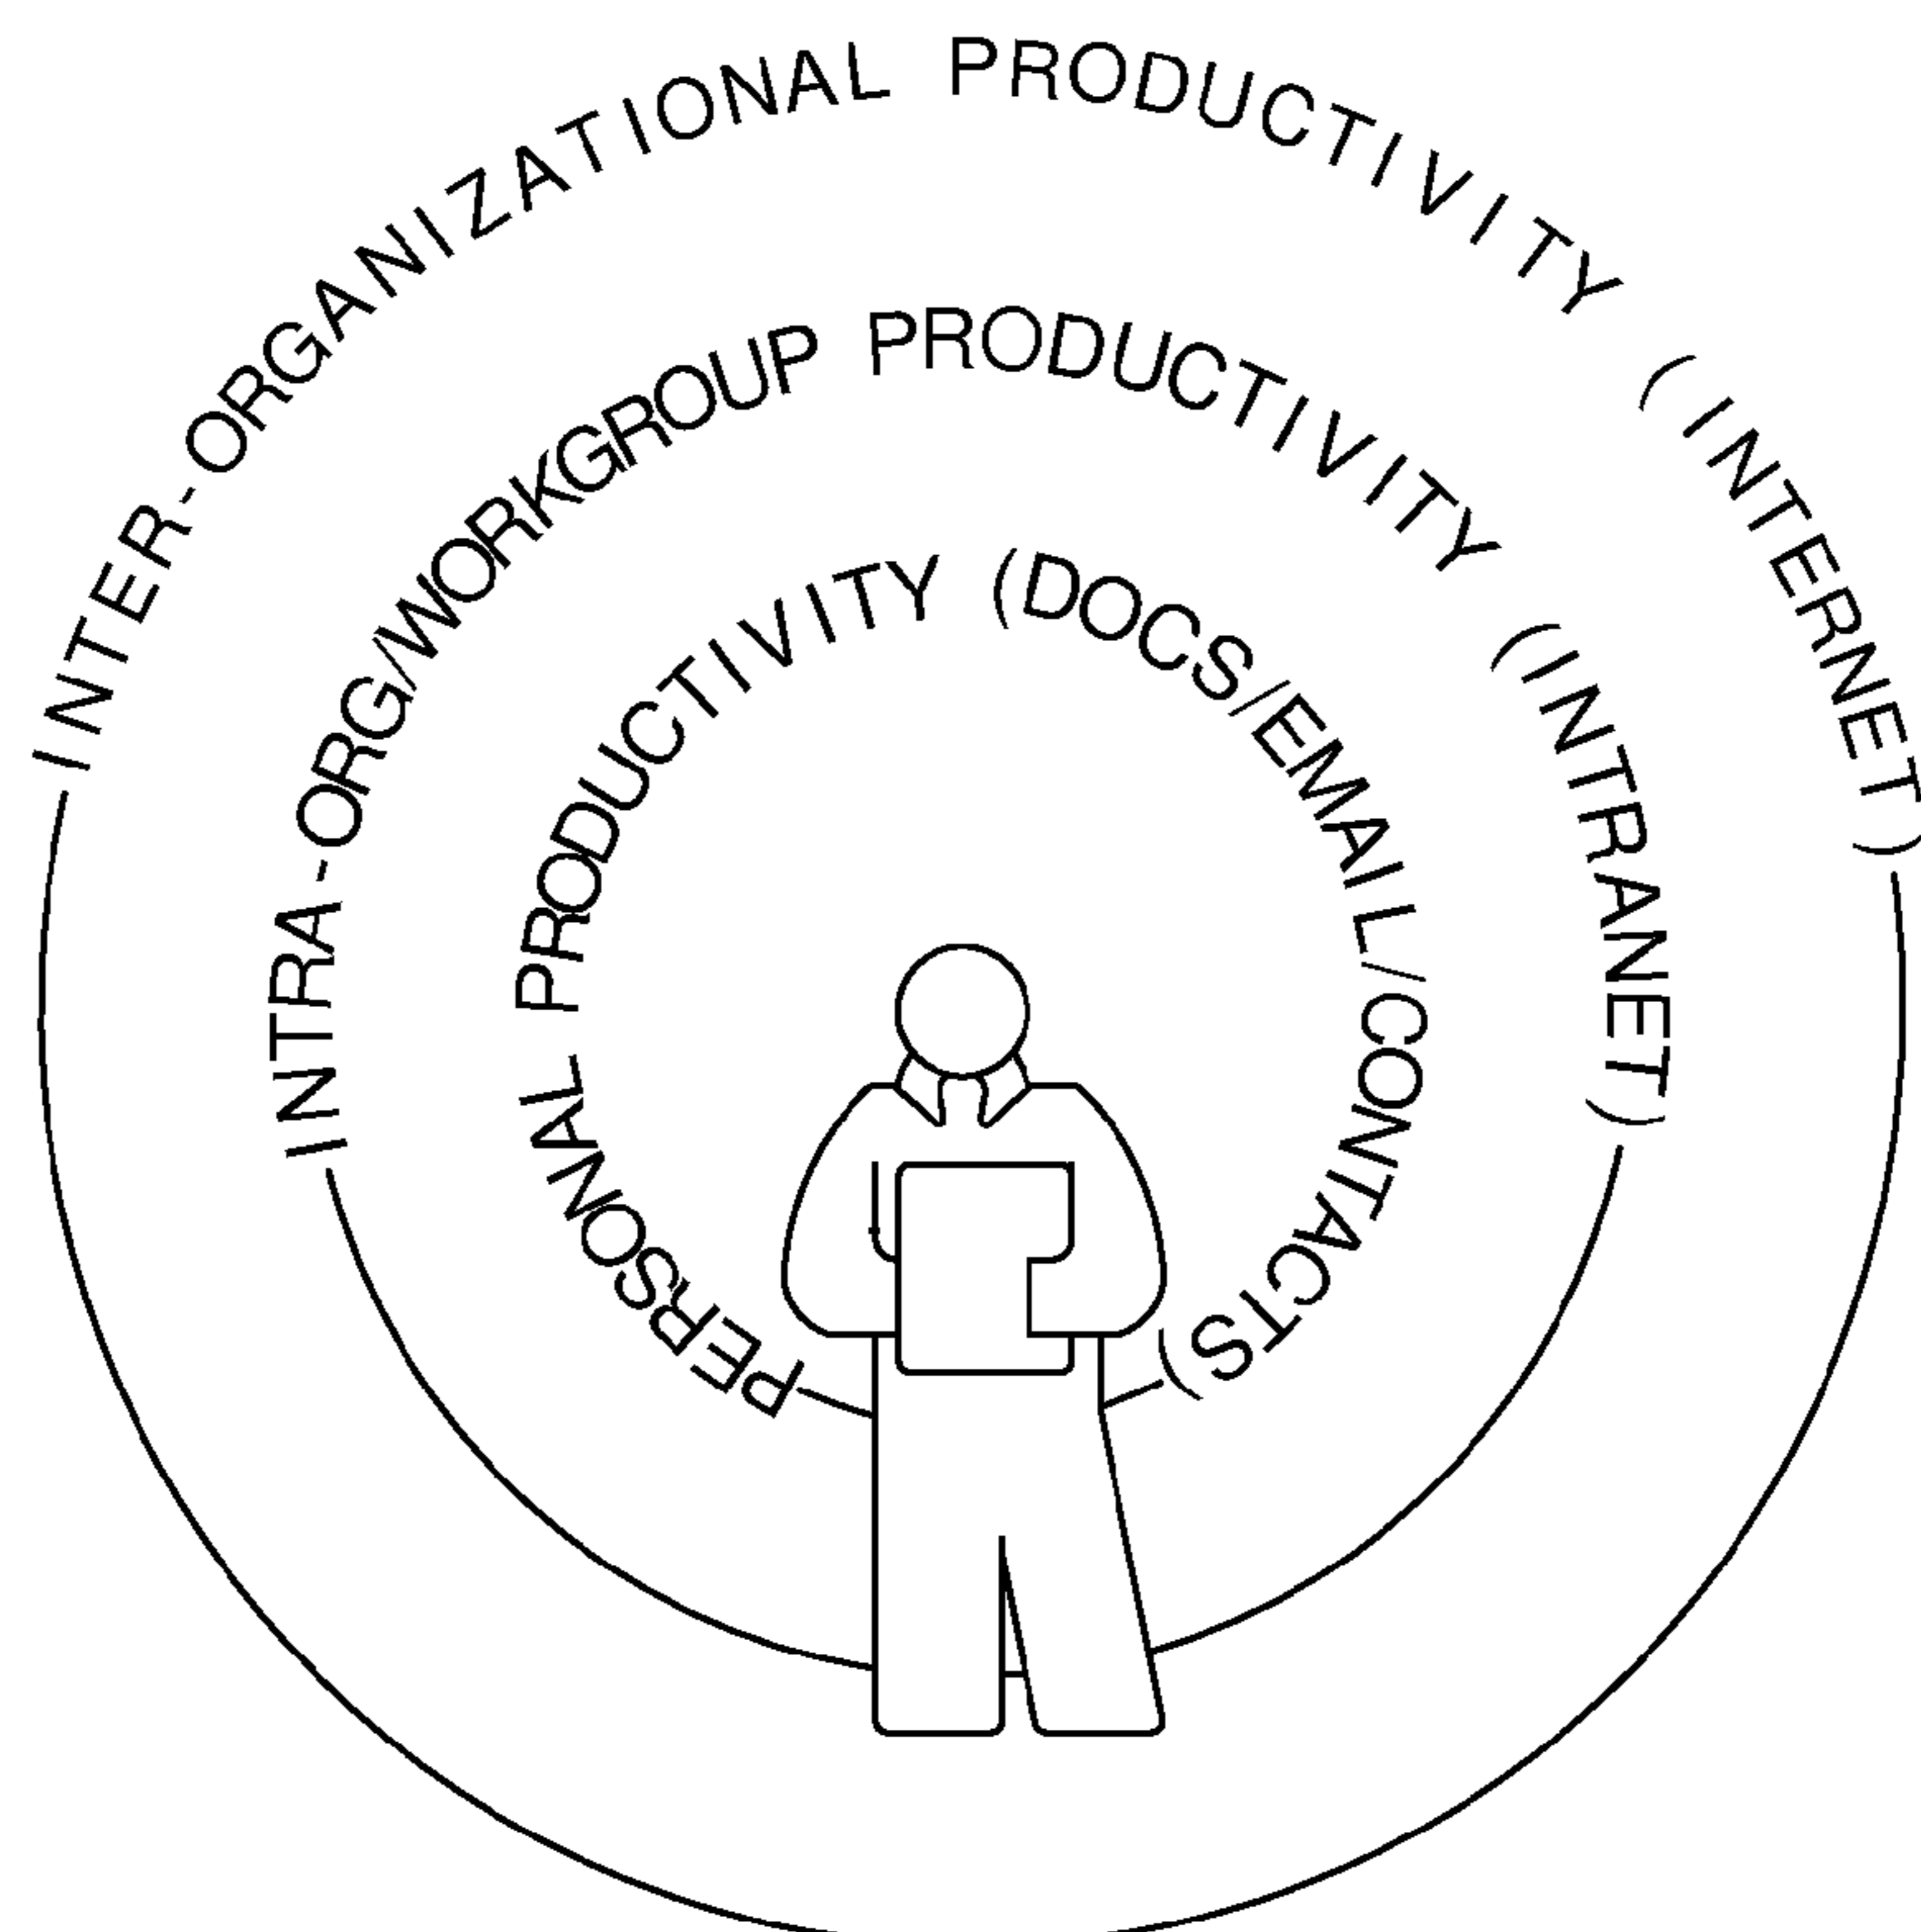 INTER-ORGANIZATIONAL PRODUCTIVITY (INTERNET)
INTRA-ORG/WORKGROUP PRODUCTIVITY (INTRANET)
PERSONAL PRODUCTIVITY (DOCS/EMAIL/CONTACTS)